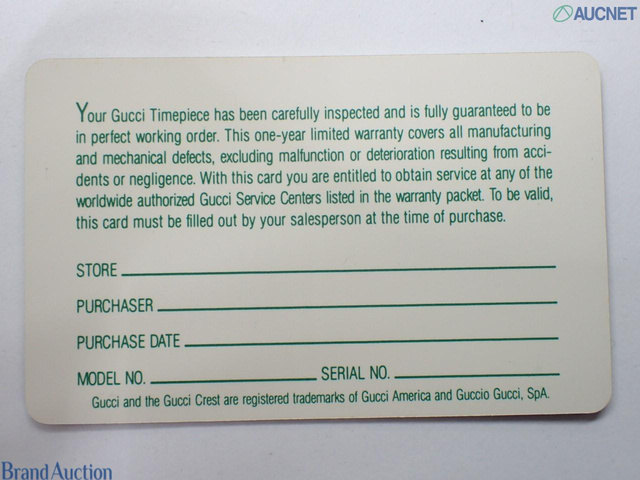 AUCNET
Your Gucci Timepiece has been carefully inspected and is fully guaranteed to be
in perfect working order. This one-year limited warranty covers all manufacturing
and mechanical defects, excluding malfunction or deterioration resulting from acci-
dents or negligence. With this card you are entitled to obtain service at any of the
worldwide authorized Gucci Service Centers listed in the warranty packet. To be valid,
this card must be filled out by your salesperson at the time of purchase.
STORE
PURCHASER
PURCHASE DATE
MODEL NO. SERIAL NO.
Gucci and the Gucci Crest are registered trademarks of Gucci America and Guccio Gucci, SpA.
Brand Auction